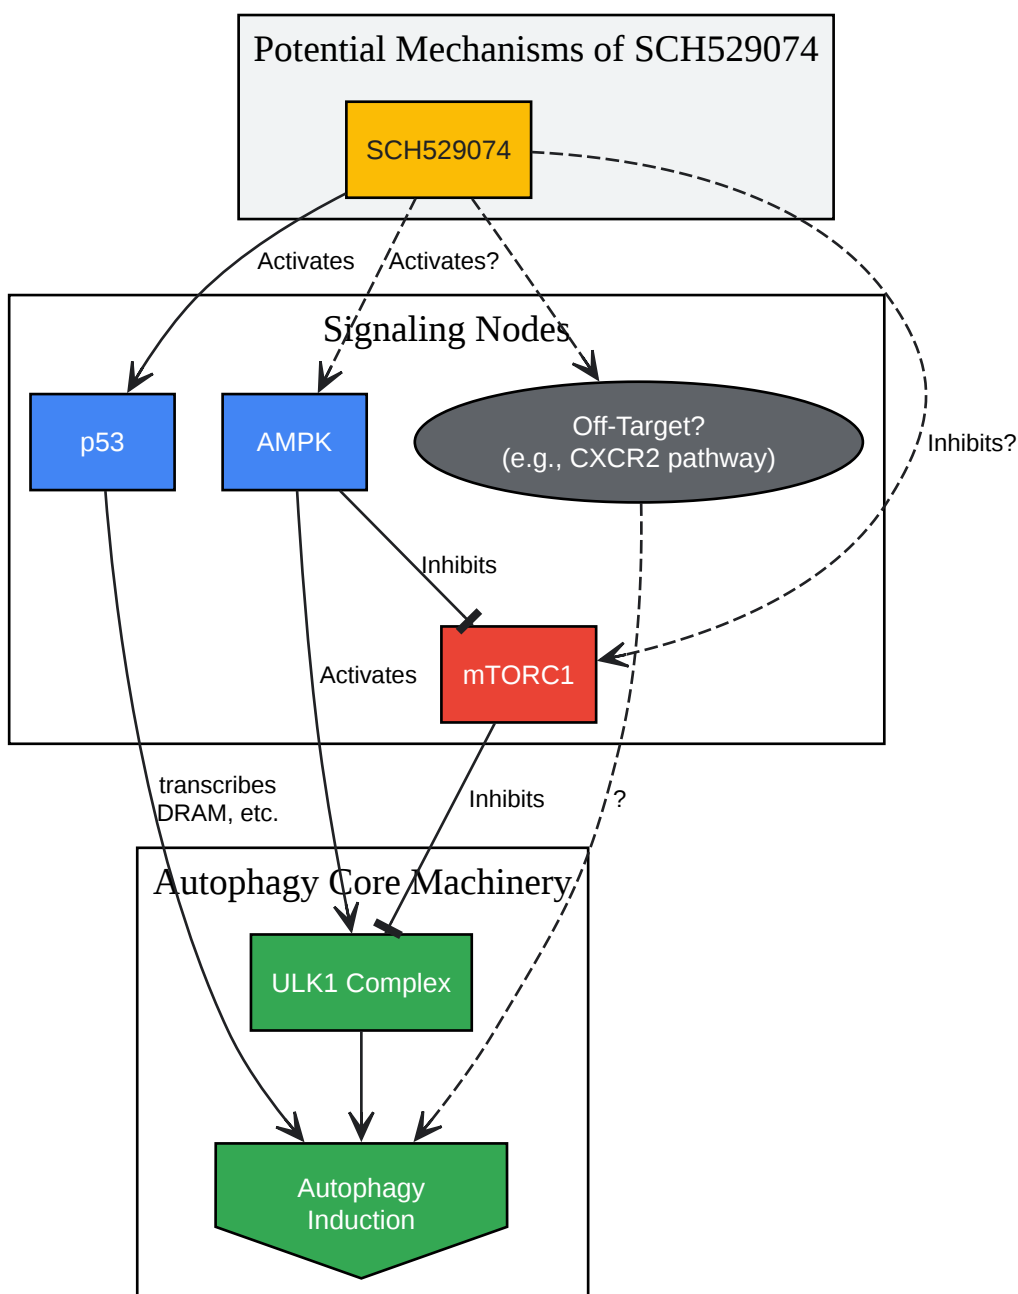 Potential Mechanisms of SCH529074
SCH529074
Activates
Activates?
Signaling Nodes
p53
AMPK
Off-Target?
(e.g., CXCR2 pathway)
Inhibits?
Inhibits
Activates
mTORC1
transcribes
DRAM, etc.
Inhibits
?
Autophagy Core Machinery
ULK1 Complex
Autophagy
Induction